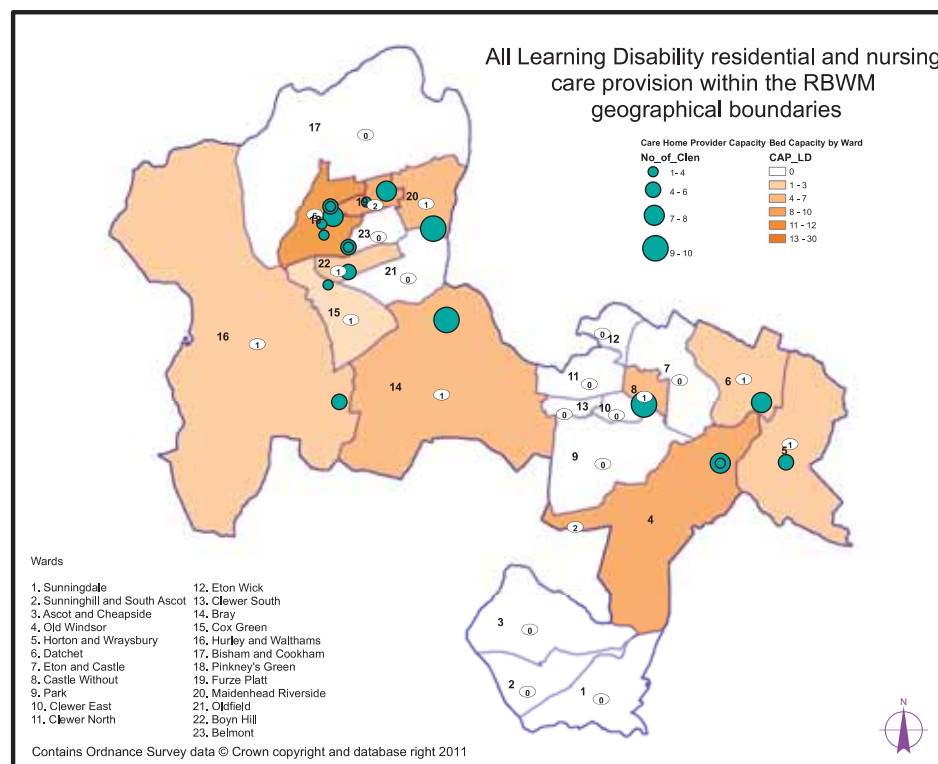 All Learning Disability residential and nursing
care provision within the RBWM
geographical boundaries
Care Home Provider Capacity Bed Capacity by Ward
No_of_Clen CAP_LD
1- 4
4 - 6
7 - 8
9 - 10
0
1 - 3
4 - 7
8 - 10
11 - 12
13 - 30
17
0
20
1
19
2
6
18
23
0
22
1
21
0
15
1
16
1
14
1
0
12
7
0
11
0
8
1
6
1
13
0
10
0
9
0
1
5
4
2
3
0
2
0
1
0
Wards
1. Sunningdale
2. Sunninghill and South Ascot
3. Ascot and Cheapside
4. Old Windsor
5. Horton and Wraysbury
6. Datchet
7. Eton and Castle
8. Castle Without
9. Park
10. Clewer East
11. Clewer North
12. Eton Wick
13. Clewer South
14. Bray
15. Cox Green
16. Hurley and Walthams
17. Bisham and Cookham
18. Pinkney's Green
19. Furze Platt
20. Maidenhead Riverside
21. Oldfield
22. Boyn Hill
23. Belmont
N
Contains Ordnance Survey data © Crown copyright and database right 2011